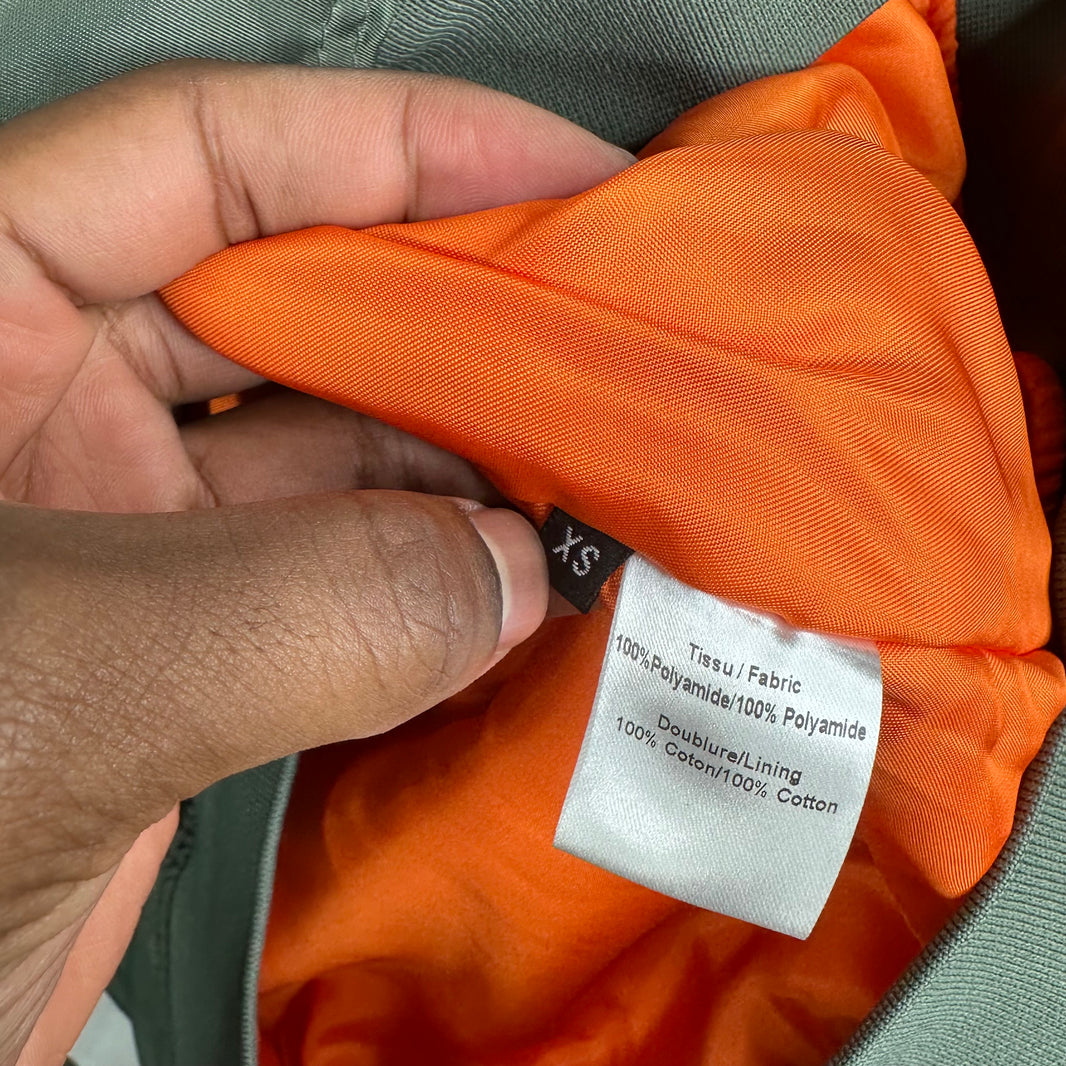 XS
Tissu / Fabric
100%Polyamide/100% Polyamide
Doublure/Lining
100% Coton/100% Cotton